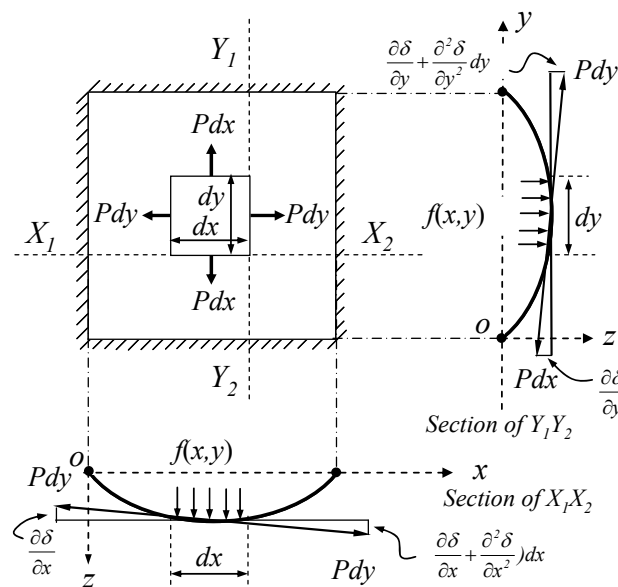 y
Y₁
∂δ/∂y + ∂²δ/∂y² dy
Pdy
Pdx
dy
Pdy
dx
Pdy
f(x,y)
dy
X₁
X₂
Pdx
o
z
Y₂
Pdx
∂δ/∂y
Section of Y₁Y₂
o
f(x,y)
x
Pdy
Section of X₁X₂
∂δ/∂x
dx
Pdy
∂δ/∂x + ∂²δ/∂x²)dx
z